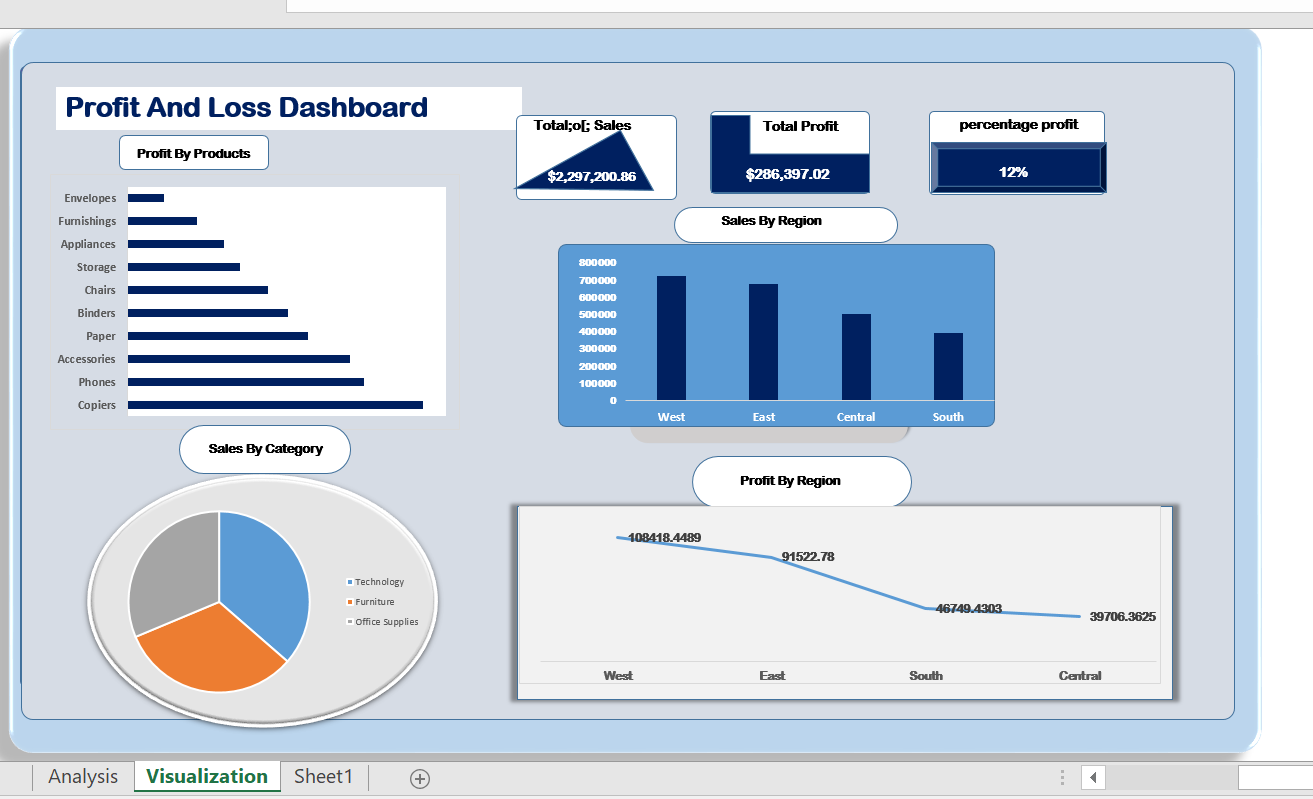 Profit And Loss Dashboard
Profit By Products
Envelopes
Furnishings
Appliances
Storage
Chairs
Binders
Paper
Accessories
Phones
Copiers
Total;o[; Sales
$2,297,200.86
Total Profit
$286,397.02
percentage profit
12%
Sales By Region
800000
700000
600000
500000
400000
300000
200000
100000
0
West East Central South
Sales By Category
Technology
Furniture
Office Supplies
Profit By Region
108418.4489
91522.78
46749.4303
39706.3625
West East South Central
Analysis Visualization Sheet1